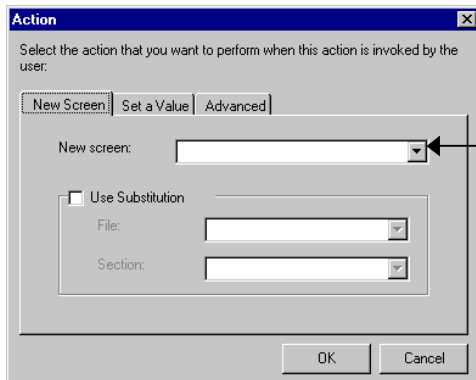 Action
Select the action that you want to perform when this action is invoked by the
user:
New Screen Set a Value Advanced
New screen:
Use Substitution
File:
Section:
OK Cancel